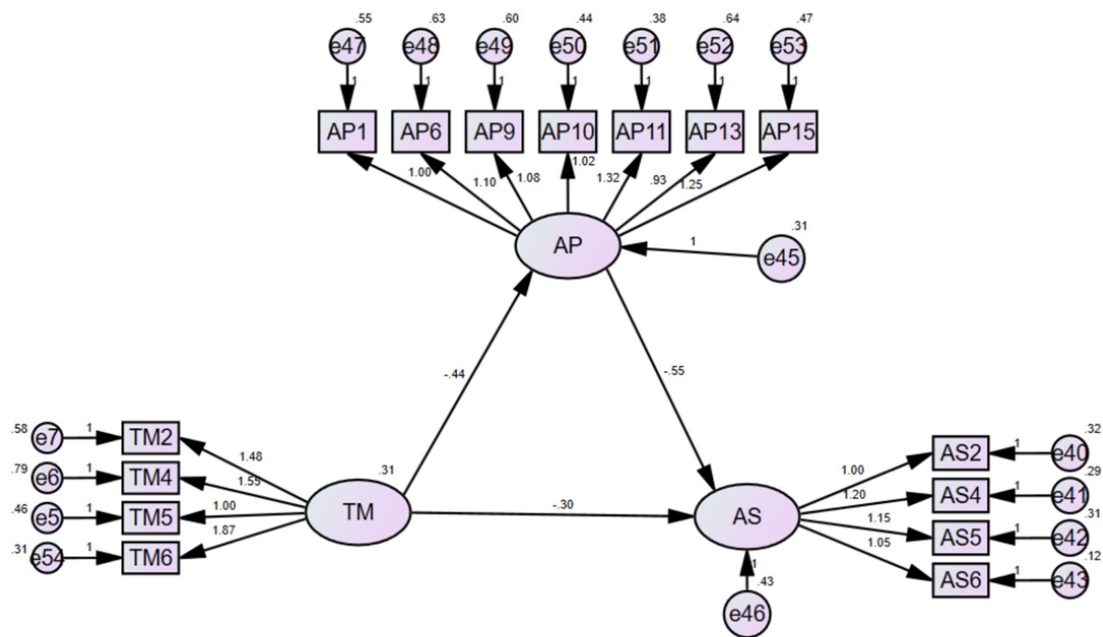 .55 .63 .60 .44 .38 .64 .47
e47 e48 e49 e50 e51 e52 e53
1 1 1 1 1 1 1
AP1 AP6 AP9 AP10 AP11 AP13 AP15
1.00 1.10 1.08 1.02 1.32 .93 1.25
AP
1
e45
.31
-.44
-.55
.58 e7 1 TM2
.79 e6 1 TM4
.46 e5 1 TM5
.31 e54 1 TM6
1.48
1.55
1.00
1.87
.31
TM
-.30
AS
1
.43
e46
1.00
1.20
1.15
1.05
AS2 1 e40 .32
AS4 1 e41 .29
AS5 1 e42 .31
AS6 1 e43 .12